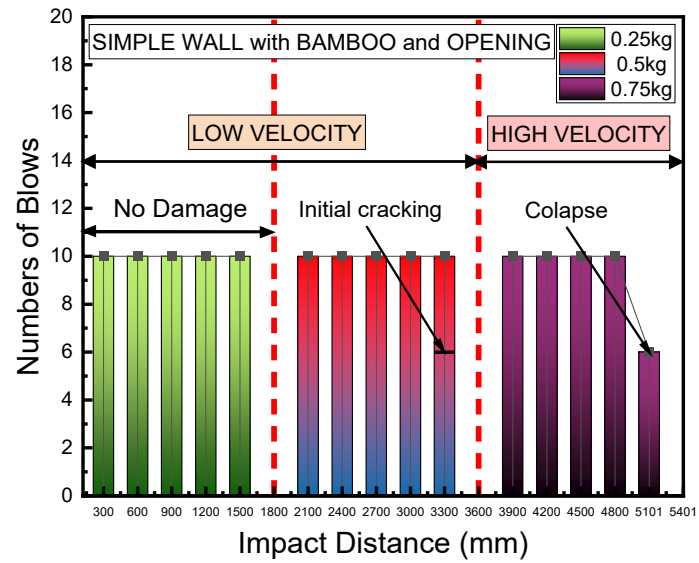 SIMPLE WALL with BAMBOO and OPENING
0.25kg
0.5kg
0.75kg
LOW VELOCITY
HIGH VELOCITY
No Damage
Initial cracking
Colapse
Numbers of Blows
20
18
16
14
12
10
8
6
4
2
0
300 600 900 1200 1500 1800 2100 2400 2700 3000 3300 3600 3900 4200 4500 4800 5101 5401
Impact Distance (mm)